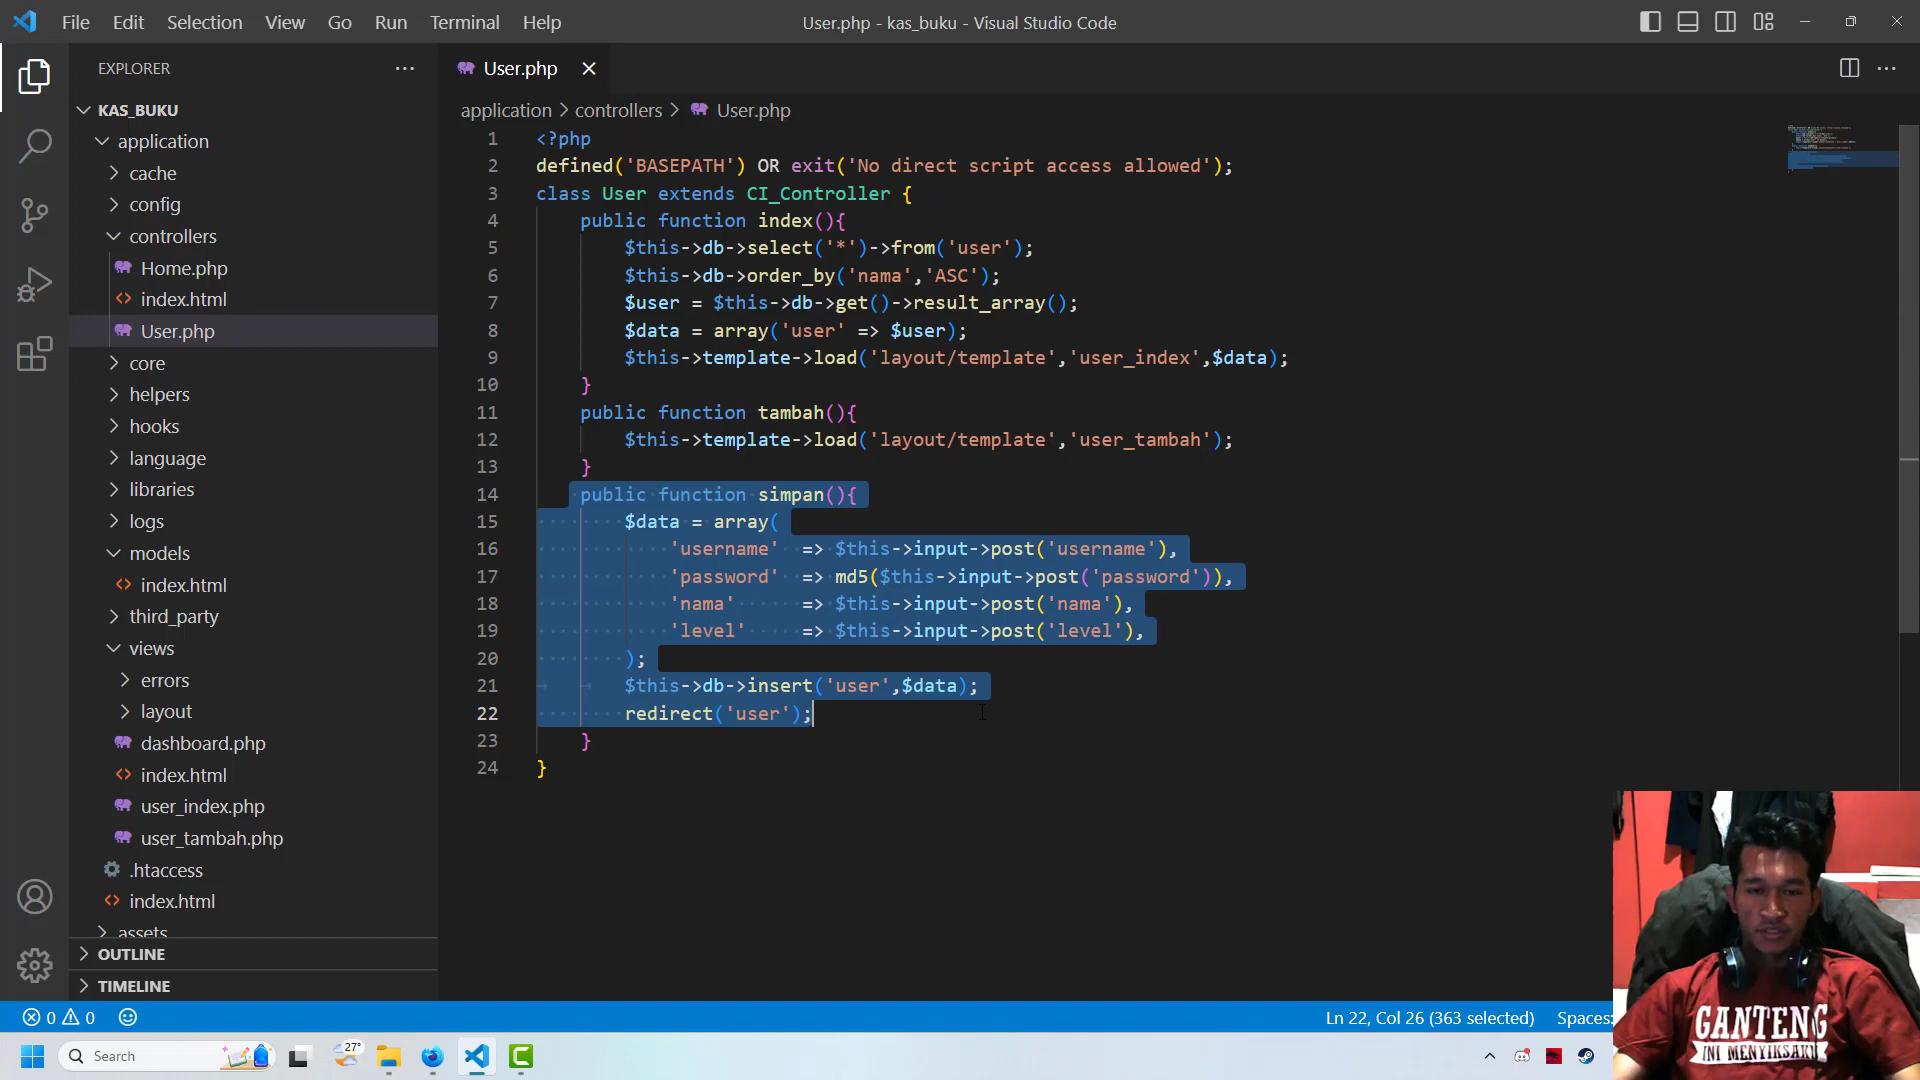 File Edit Selection View Go Run Terminal Help User.php - kas_buku - Visual Studio Code
EXPLORER
KAS_BUKU
application
cache
config
controllers
Home.php
index.html
User.php
core
helpers
hooks
language
libraries
logs
models
index.html
third_party
views
errors
layout
dashboard.php
index.html
user_index.php
user_tambah.php
.htaccess
index.html
assets
OUTLINE
TIMELINE
User.php
application > controllers > User.php
1 <?php
2 defined('BASEPATH') OR exit('No direct script access allowed');
3 class User extends CI_Controller {
4 public function index(){
5 $this->db->select('*')->from('user');
6 $this->db->order_by('nama','ASC');
7 $user = $this->db->get()->result_array();
8 $data = array('user' => $user);
9 $this->template->load('layout/template','user_index',$data);
10 }
11 public function tambah(){
12 $this->template->load('layout/template','user_tambah');
13 }
14 public function simpan(){
15 $data = array(
16 'username' => $this->input->post('username'),
17 'password' => md5($this->input->post('password')),
18 'nama' => $this->input->post('nama'),
19 'level' => $this->input->post('level'),
20 );
21 $this->db->insert('user',$data);
22 redirect('user');
23 }
24 }
GANTENG
INI MENYIKSAKU
0 0 Ln 22, Col 26 (363 selected) Spaces:
Search 27°